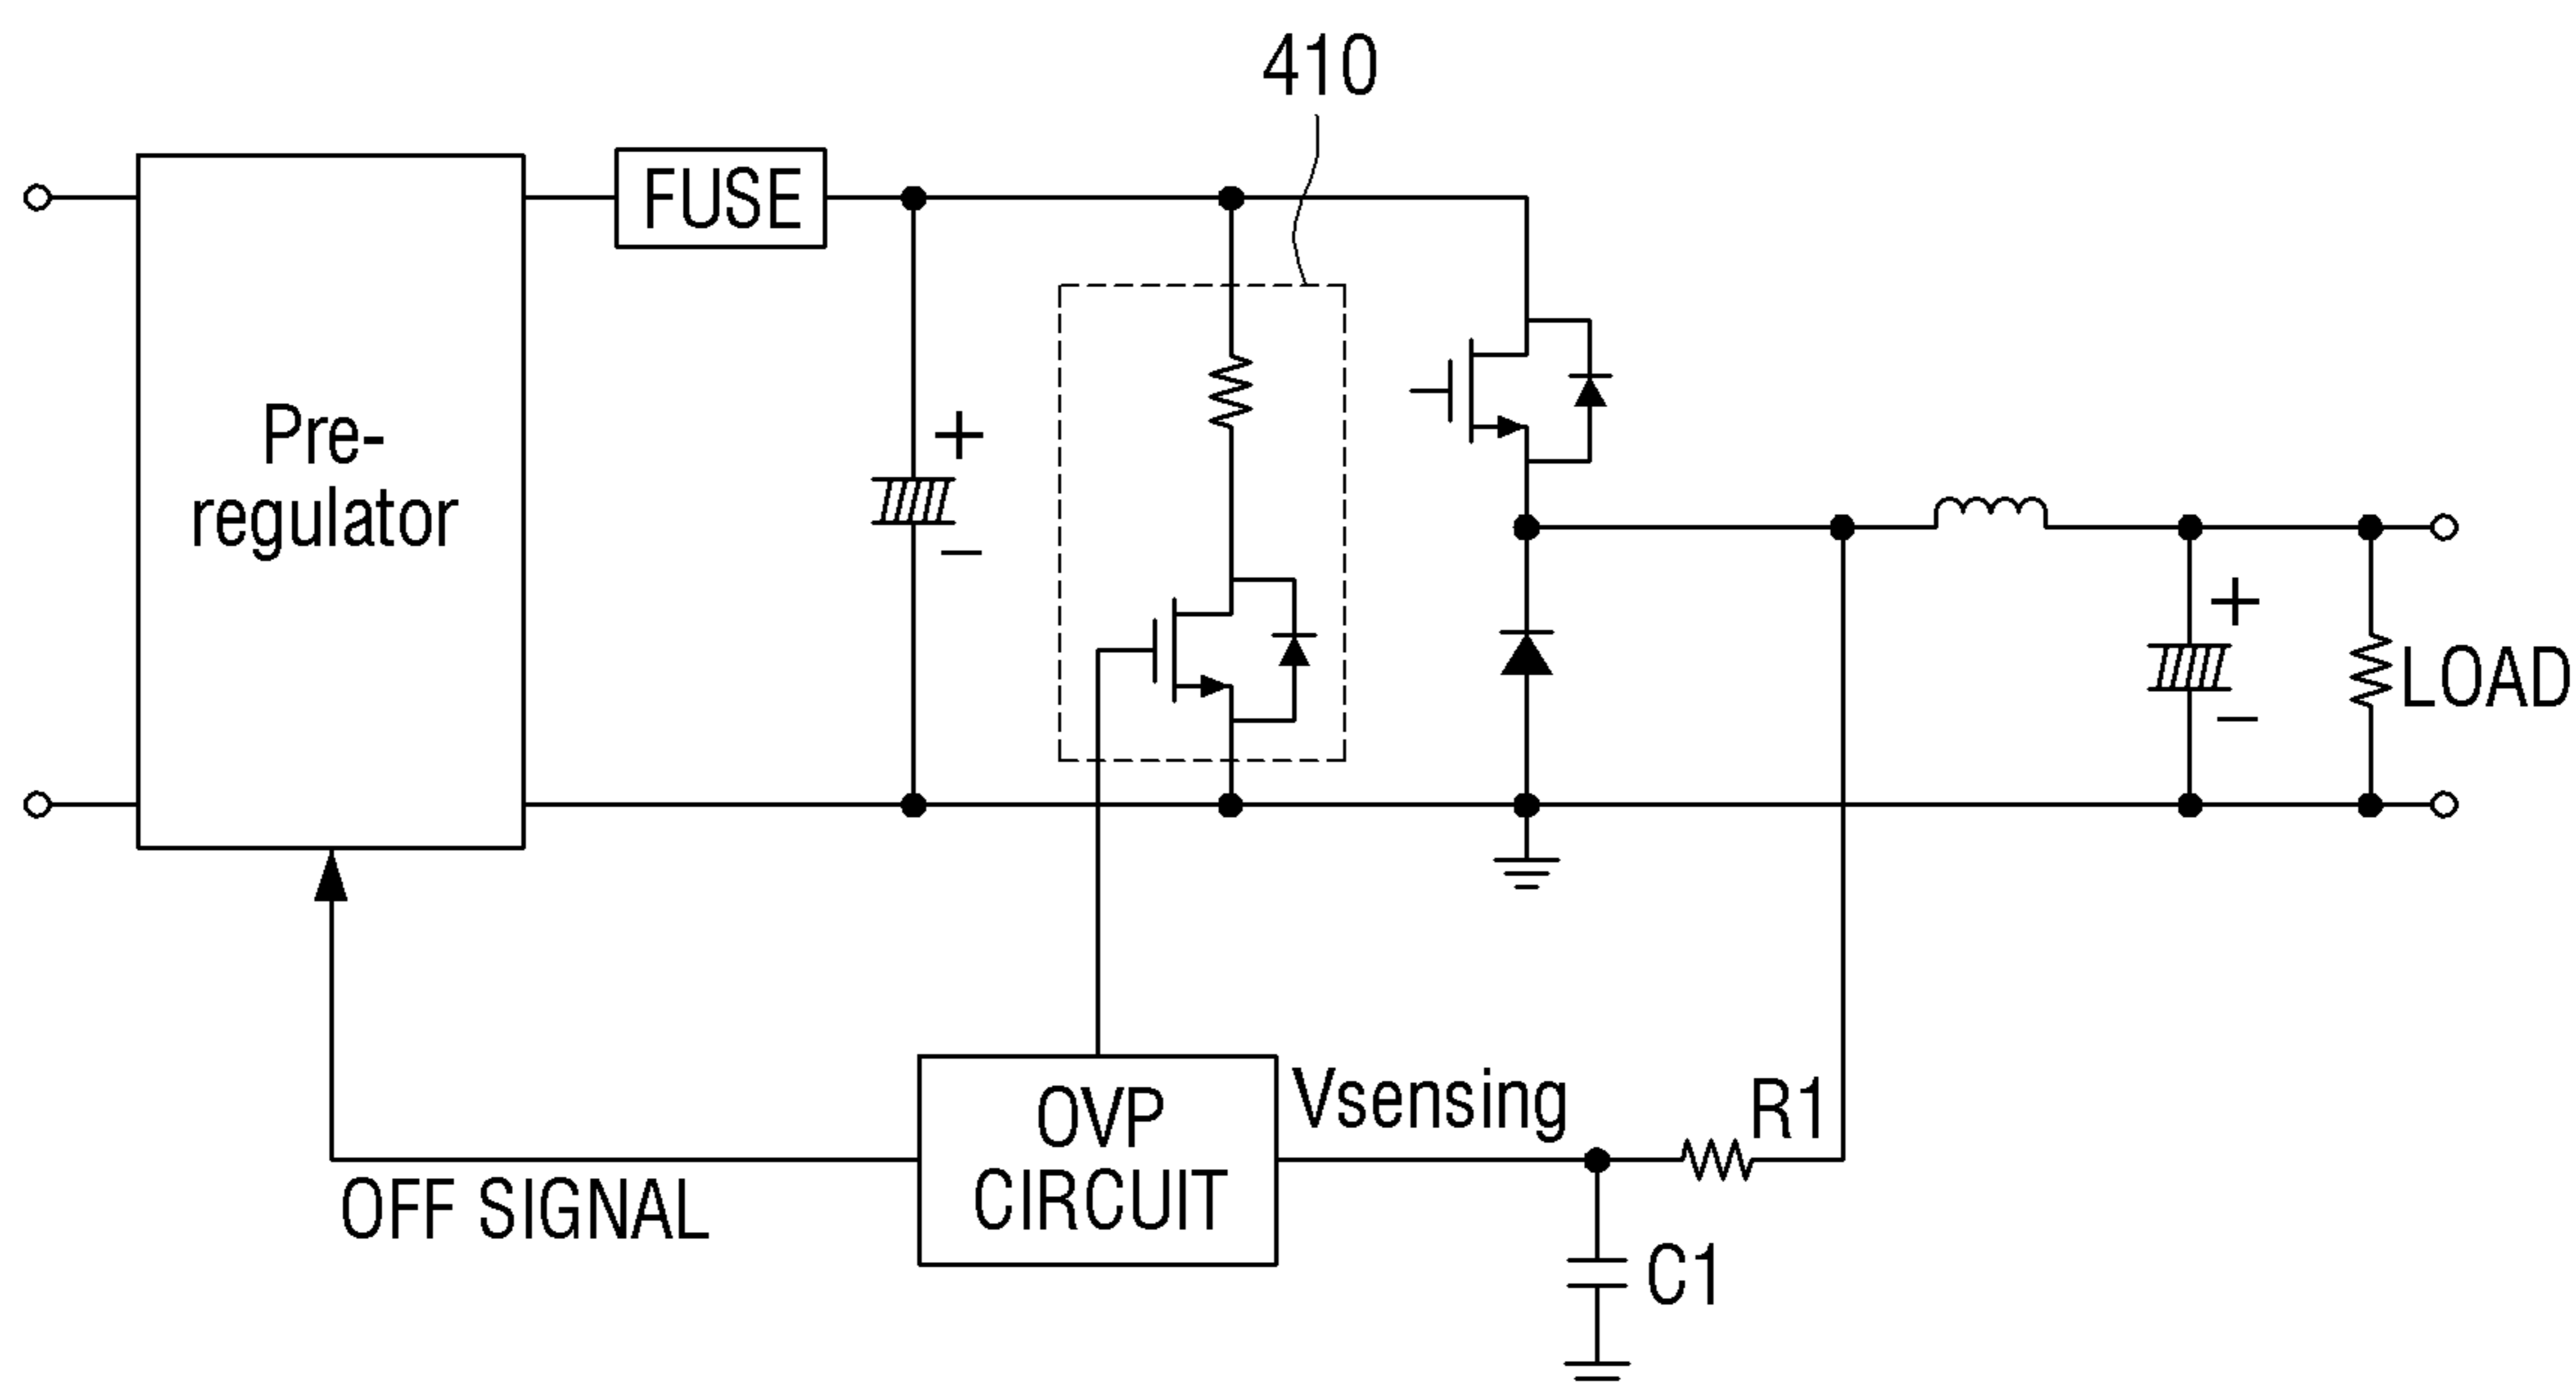 410
FUSE
Pre-
regulator
+
−
+
−
LOAD
Vsensing
R1
OVP
CIRCUIT
OFF SIGNAL
C1